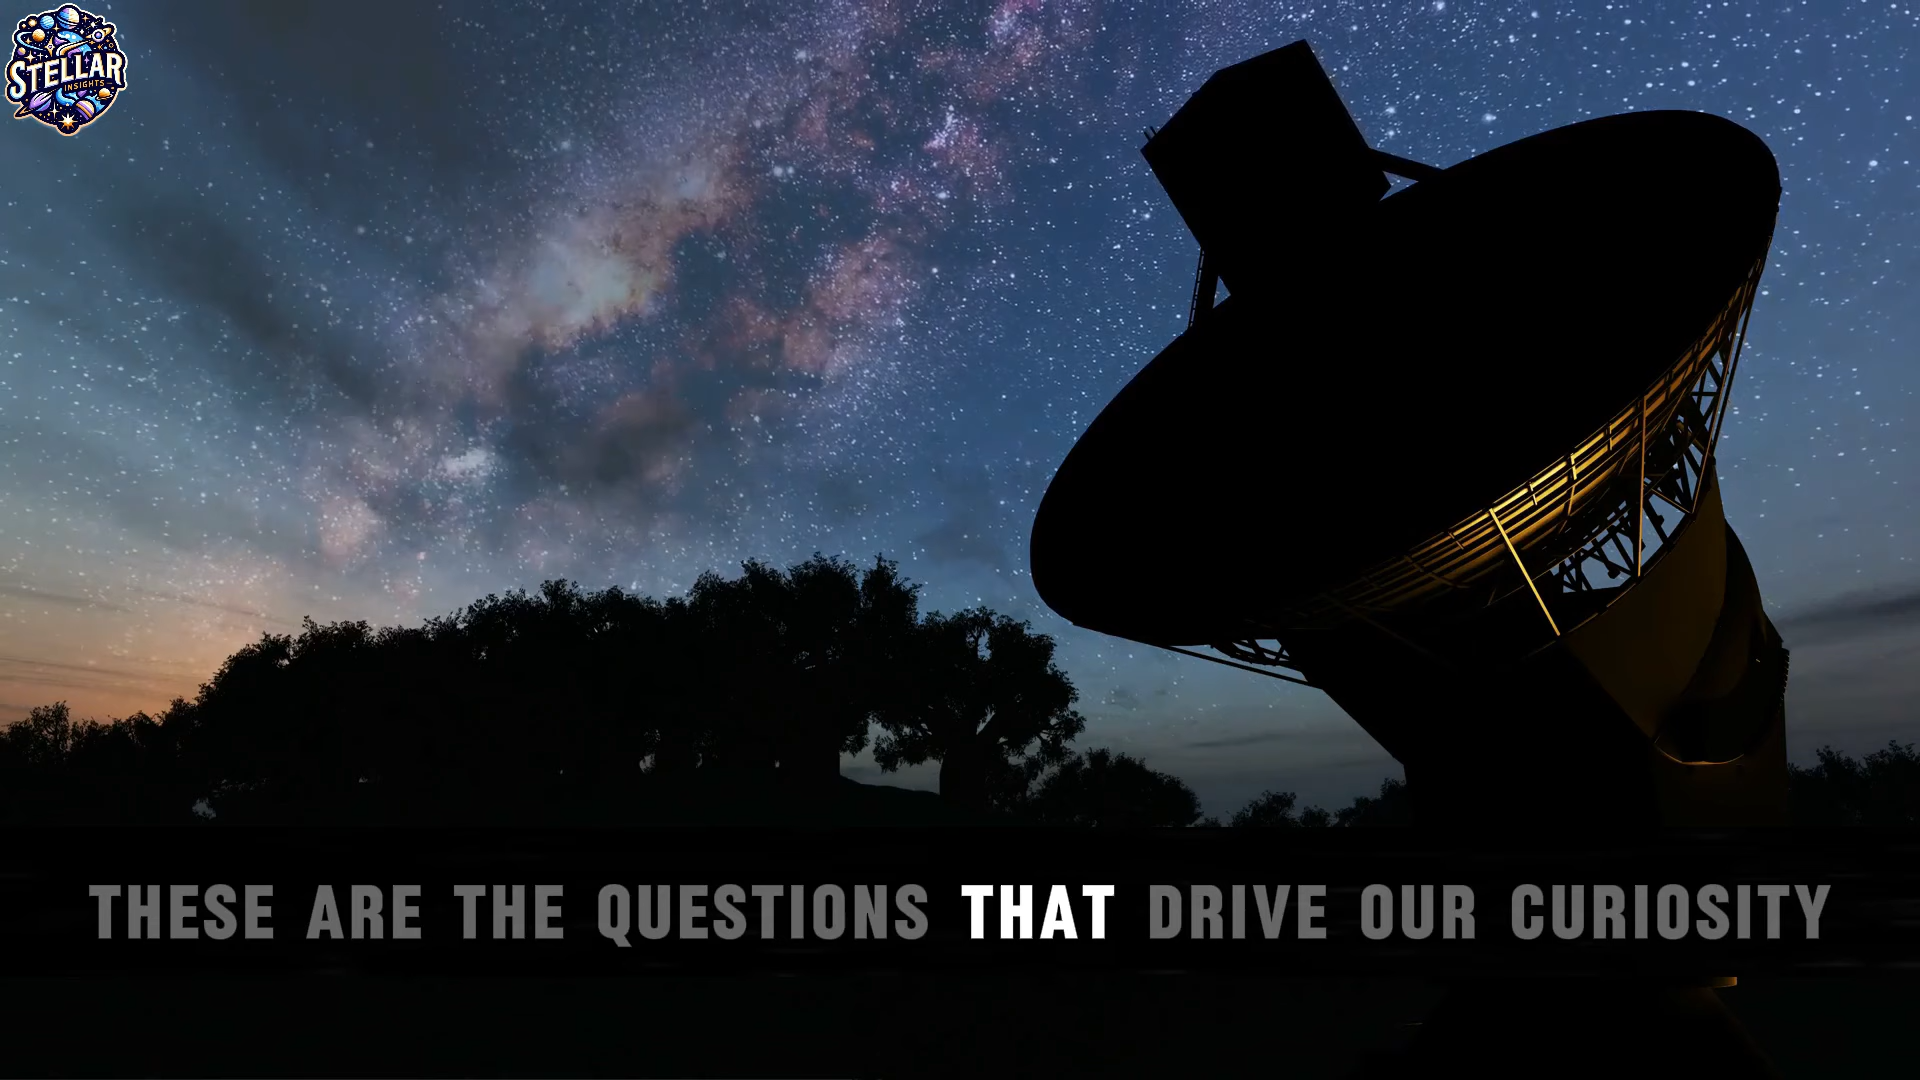 STELLAR
INSIGHTS
THESE ARE THE QUESTIONS THAT DRIVE OUR CURIOSITY